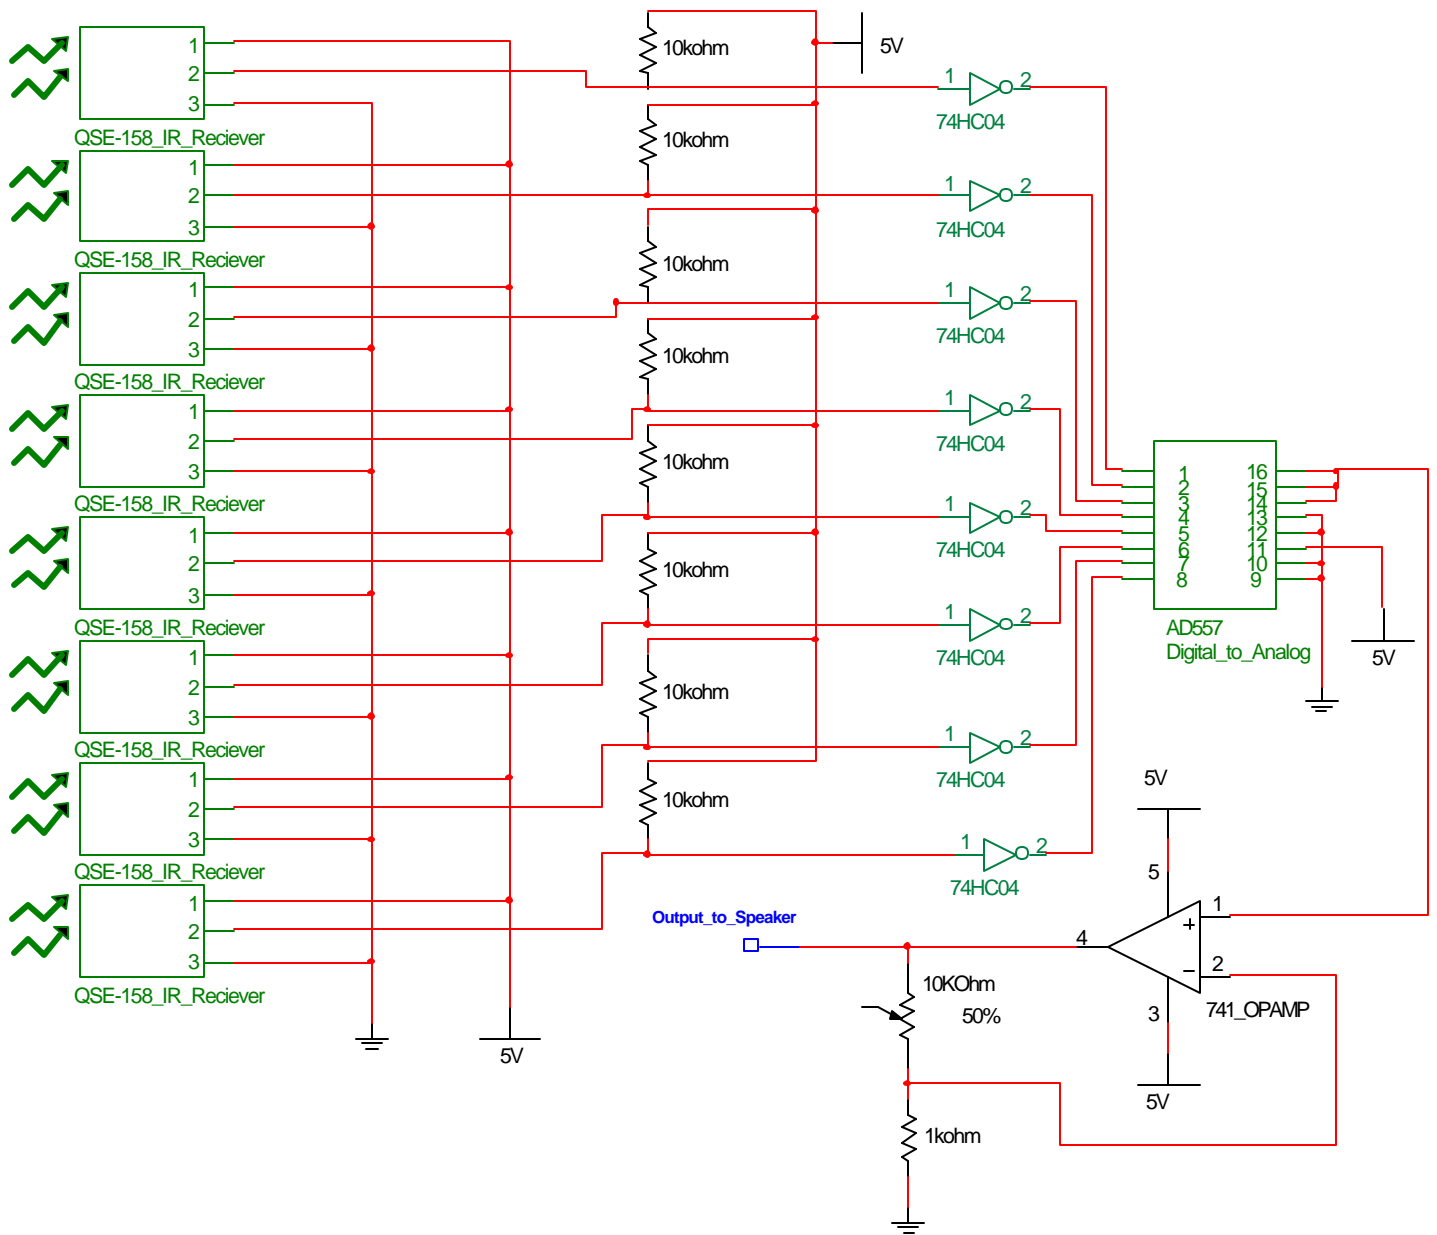 1
2
3
QSE-158_IR_Reciever
1
2
3
QSE-158_IR_Reciever
1
2
3
QSE-158_IR_Reciever
1
2
3
QSE-158_IR_Reciever
1
2
3
QSE-158_IR_Reciever
1
2
3
QSE-158_IR_Reciever
1
2
3
QSE-158_IR_Reciever
1
2
3
QSE-158_IR_Reciever
5V
5V
10kohm
10kohm
10kohm
10kohm
10kohm
10kohm
10kohm
10kohm
1 2
74HC04
1 2
74HC04
1 2
74HC04
1 2
74HC04
1 2
74HC04
1 2
74HC04
1 2
74HC04
1 2
74HC04
1 16
2 15
3 14
4 13
5 12
6 11
7 10
8 9
AD557
Digital_to_Analog
5V
5V
5
1
+
4
2
−
3
741_OPAMP
5V
Output_to_Speaker
10KOhm
50%
1kohm